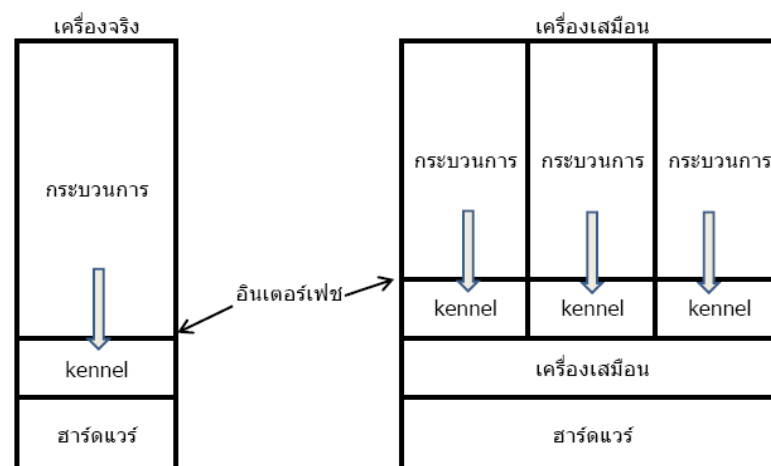 เครื่องจริง
กระบวนการ
kennel
ฮาร์ดแวร์
อินเตอร์เฟช
เครื่องเสมือน
กระบวนการ
กระบวนการ
กระบวนการ
kennel
kennel
kennel
เครื่องเสมือน
ฮาร์ดแวร์